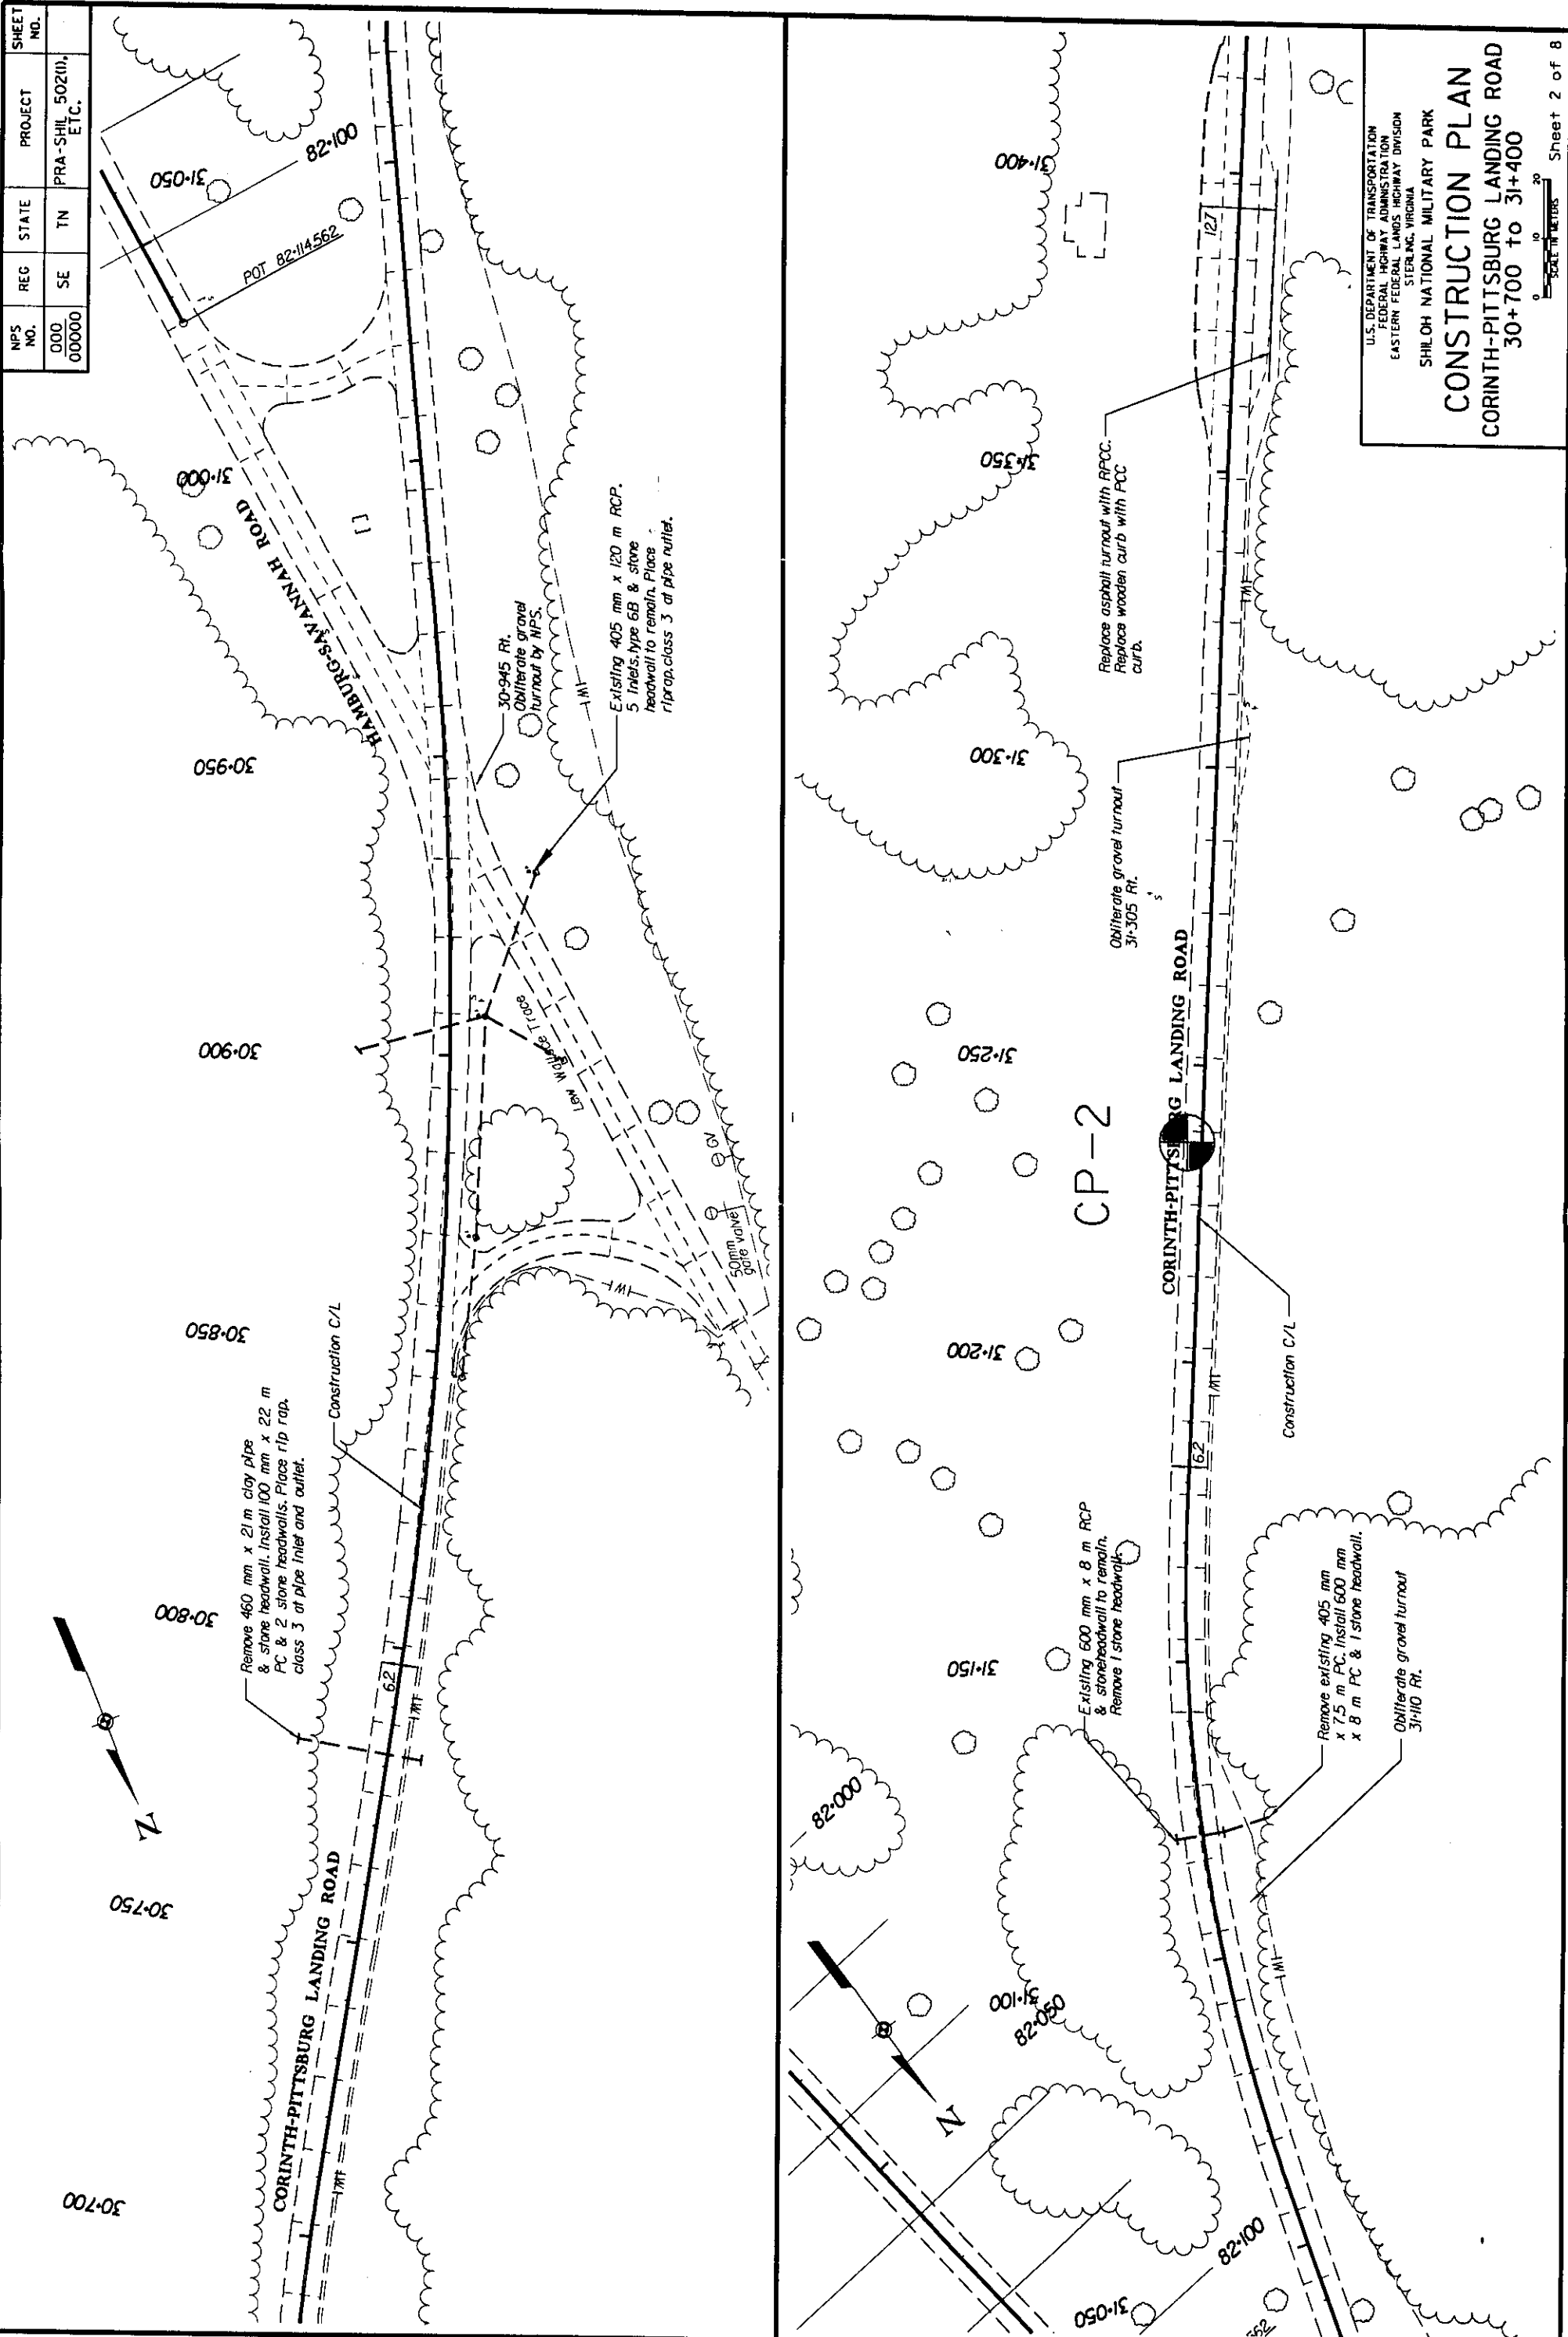 NPS NO.
REG
STATE
PROJECT
SHEET NO.
000
00000
SE
TN
PRA-SHIL 502(1),
ETC.
30+700
30+750
30+800
30+850
30+900
30+950
31+000
31+050
82+100
POT 82+114.562
N
CORINTH-PITTSBURG LANDING ROAD
HAMBURG-SAVANNAH ROAD
Remove 460 mm x 21 m clay pipe
& stone headwall. Install 100 mm x 22 m
PC & 2 stone headwalls. Place rip rap,
class 3 at pipe inlet and outlet.
Construction C/L
6.2
W
W
W
W
Lew Wallace Trace
50mm
gate valve
GV
30+945 Rt.
Obliterate gravel
turnout by NPS.
Existing 405 mm x 120 m RCP.
5 Inlets, type 6B & stone
headwall to remain. Place
riprap, class 3 at pipe outlet.
31+050
82+100
82+050
82+000
31+100
31+150
31+200
31+250
31+300
31+350
31+400
N
Existing 600 mm x 8 m RCP
& stoneheadwall to remain.
Remove 1 stone headwall.
Remove existing 405 mm
x 7.5 m PC. Install 600 mm
x 8 m PC & 1 stone headwall.
Obliterate gravel turnout
31+110 Rt.
6.2
W
W
W
Construction C/L
CP-2
CORINTH-PITTSBURG LANDING ROAD
Obliterate gravel turnout
31+305 Rt.
Replace asphalt turnout with RPCC.
Replace wooden curb with PCC
curb.
12.7
U.S. DEPARTMENT OF TRANSPORTATION
FEDERAL HIGHWAY ADMINISTRATION
EASTERN FEDERAL LANDS HIGHWAY DIVISION
STERLING, VIRGINIA
SHILOH NATIONAL MILITARY PARK
CONSTRUCTION PLAN
CORINTH-PITTSBURG LANDING ROAD
30+700 to 31+400
0 10 20
SCALE IN METERS
Sheet 2 of 8